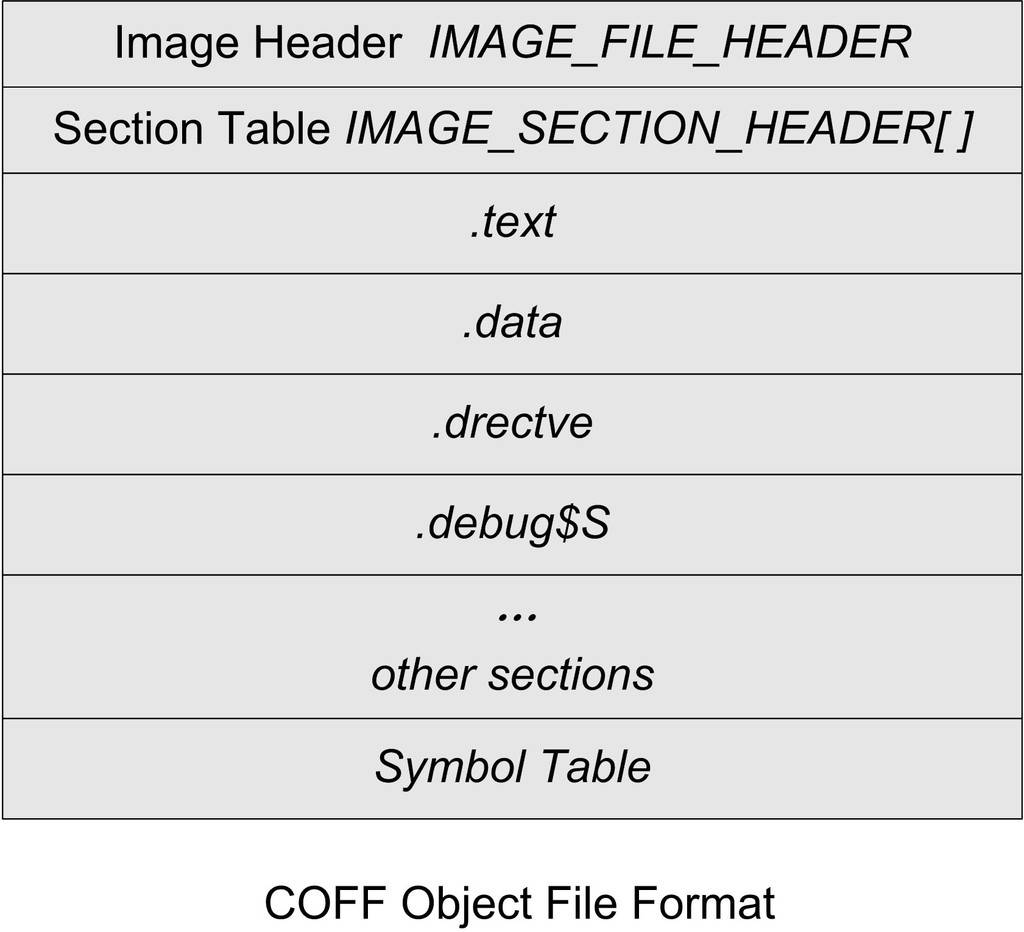 Image Header IMAGE_FILE_HEADER
Section Table IMAGE_SECTION_HEADER[ ]
.text
.data
.drectve
.debug$S
...
other sections
Symbol Table
COFF Object File Format